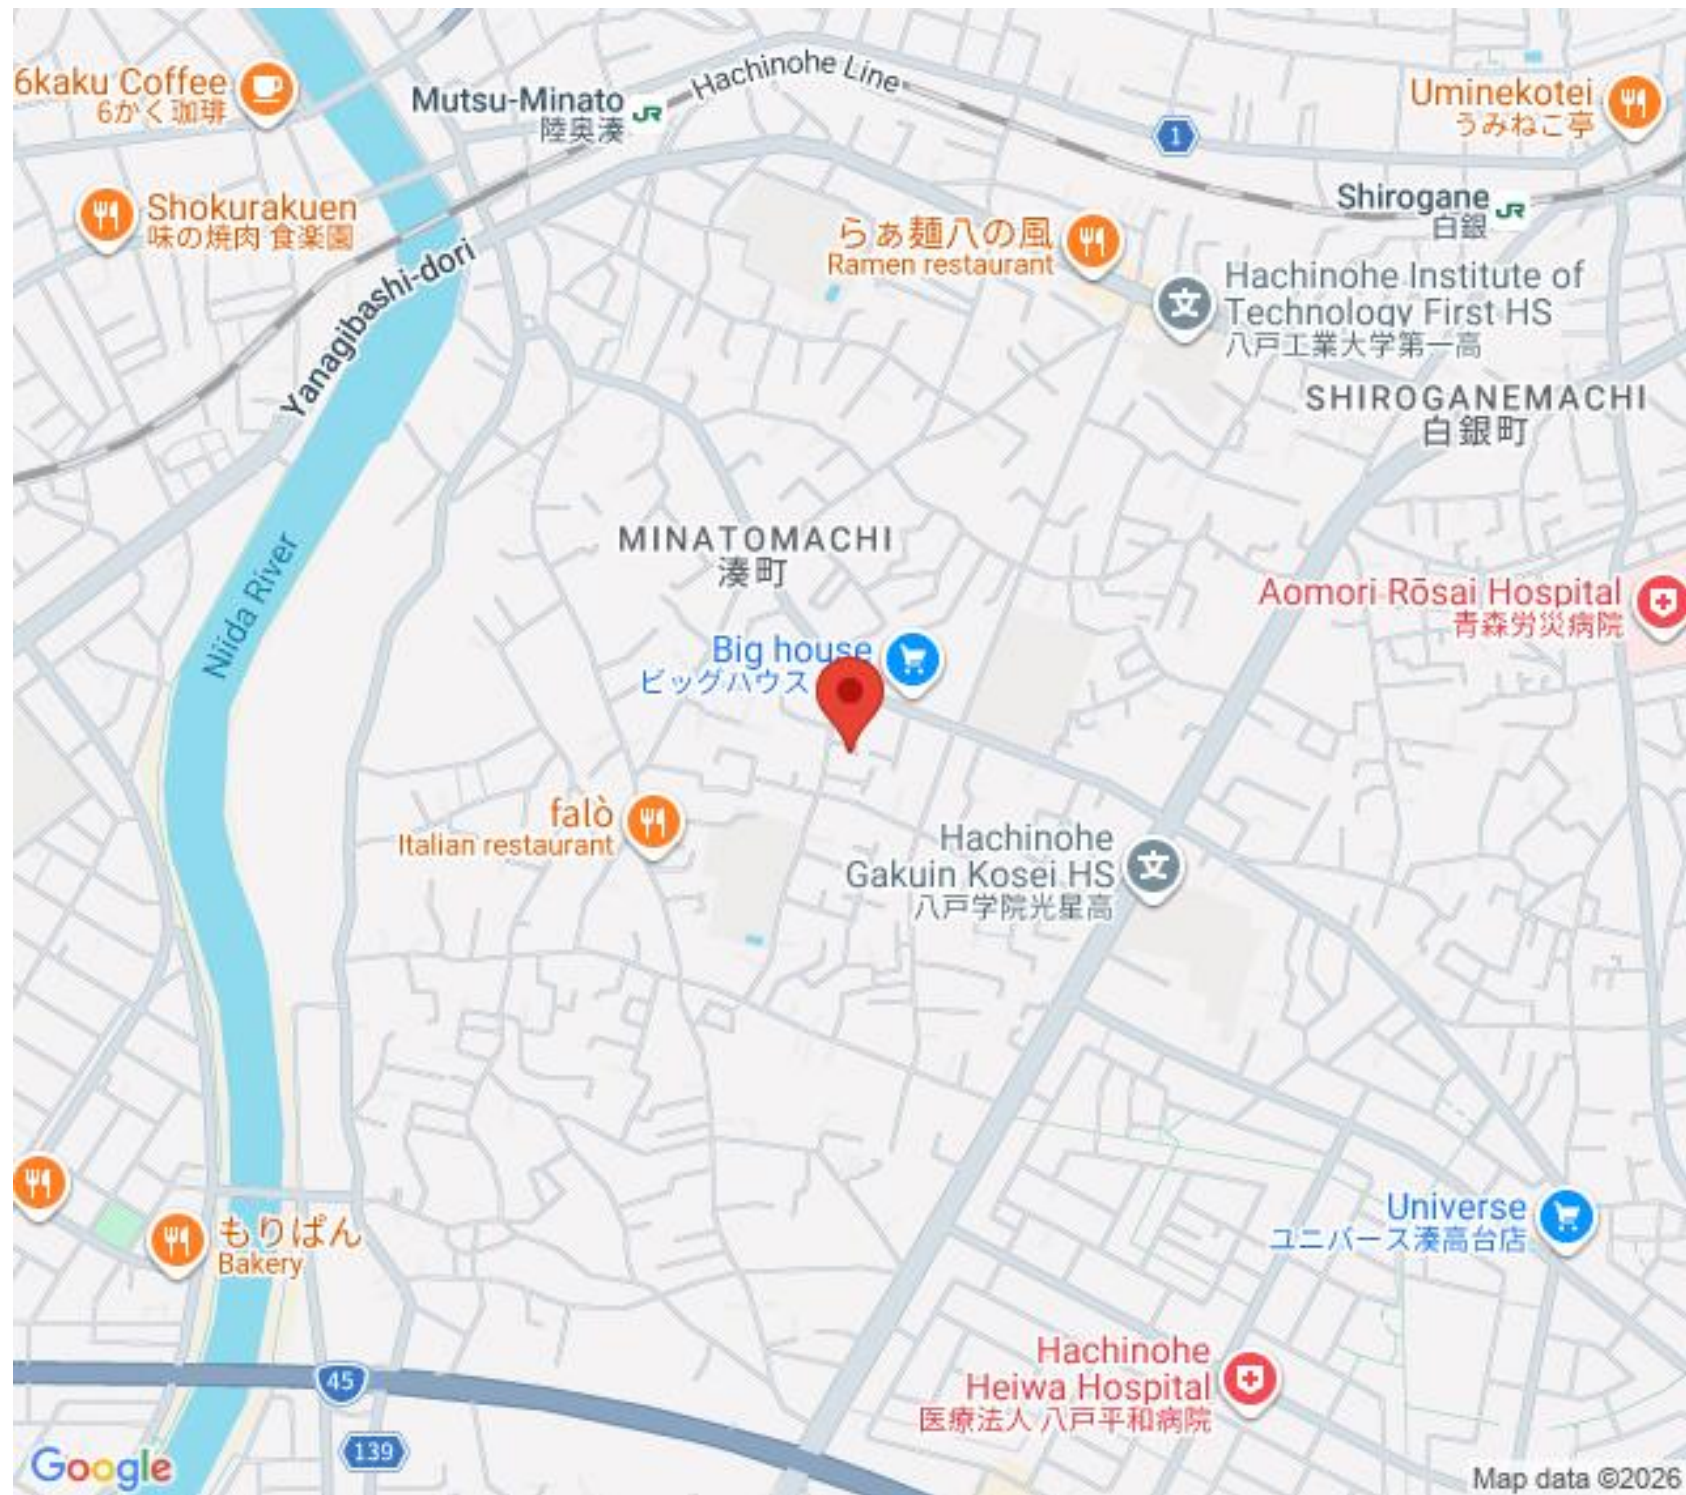 6kaku Coffee
6かく珈琲
Mutsu-Minato
陸奥湊
Hachinohe Line
1
Uminekotei
うみねこ亭
Shokurakuen
味の焼肉 食楽園
Yanagibashi-dori
らぁ麺八の風
Ramen restaurant
Shirogane
白銀
Hachinohe Institute of
Technology First HS
八戸工業大学第一高
SHIROGANEMACHI
白銀町
MINATOMACHI
湊町
Niida River
Aomori Rōsai Hospital
青森労災病院
Big house
ビッグハウス
falò
Italian restaurant
Hachinohe
Gakuin Kosei HS
八戸学院光星高
もりぱん
Bakery
Universe
ユニバース湊高台店
Hachinohe
Heiwa Hospital
医療法人 八戸平和病院
45
139
Google
Map data ©2026